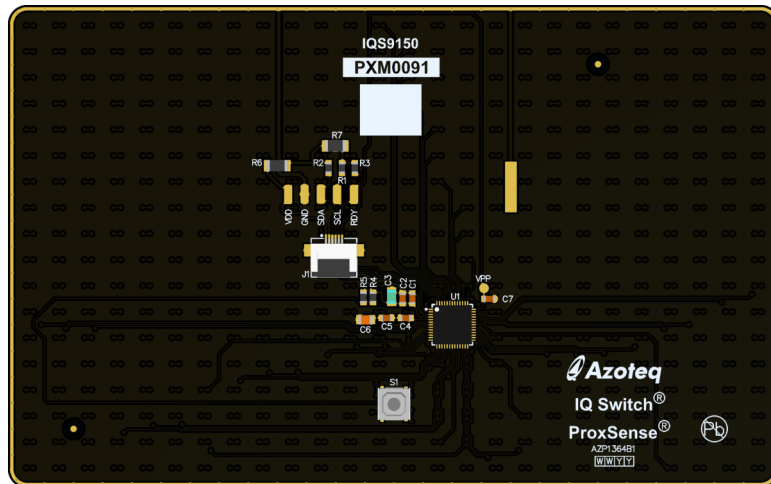 IQS9150
PXM0091
R7
R6
R2
R3
R1
VDD
GND
SDA
SCL
RDY
J1
R5
R4
C3
C2
C1
VPP
C7
U1
C6
C5
C4
S1
Azoteq
IQ Switch®
ProxSense®
Pb
AZP1364B1
WWYY